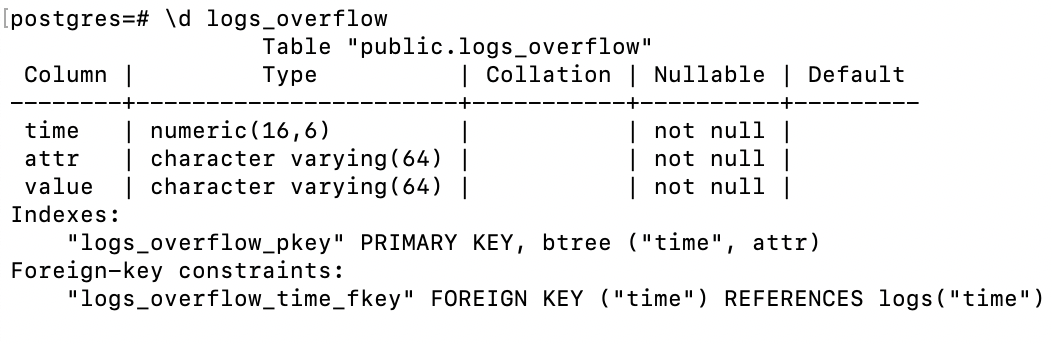 [postgres=# \d logs_overflow
                   Table "public.logs_overflow"
 Column |         Type          | Collation | Nullable | Default
--------+-----------------------+-----------+----------+---------
 time   | numeric(16,6)         |           | not null |
 attr   | character varying(64) |           | not null |
 value  | character varying(64) |           | not null |
Indexes:
    "logs_overflow_pkey" PRIMARY KEY, btree ("time", attr)
Foreign-key constraints:
    "logs_overflow_time_fkey" FOREIGN KEY ("time") REFERENCES logs("time")